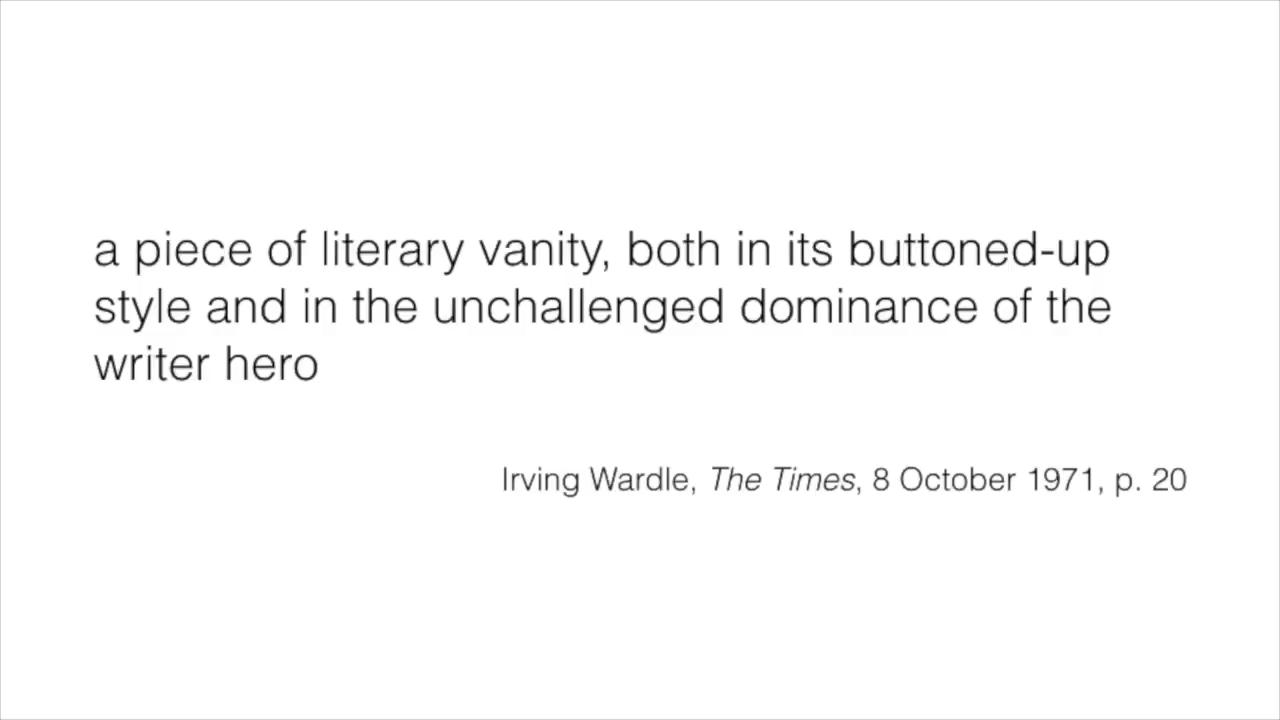 a piece of literary vanity, both in its buttoned-up
style and in the unchallenged dominance of the
writer hero
Irving Wardle, The Times, 8 October 1971, p. 20